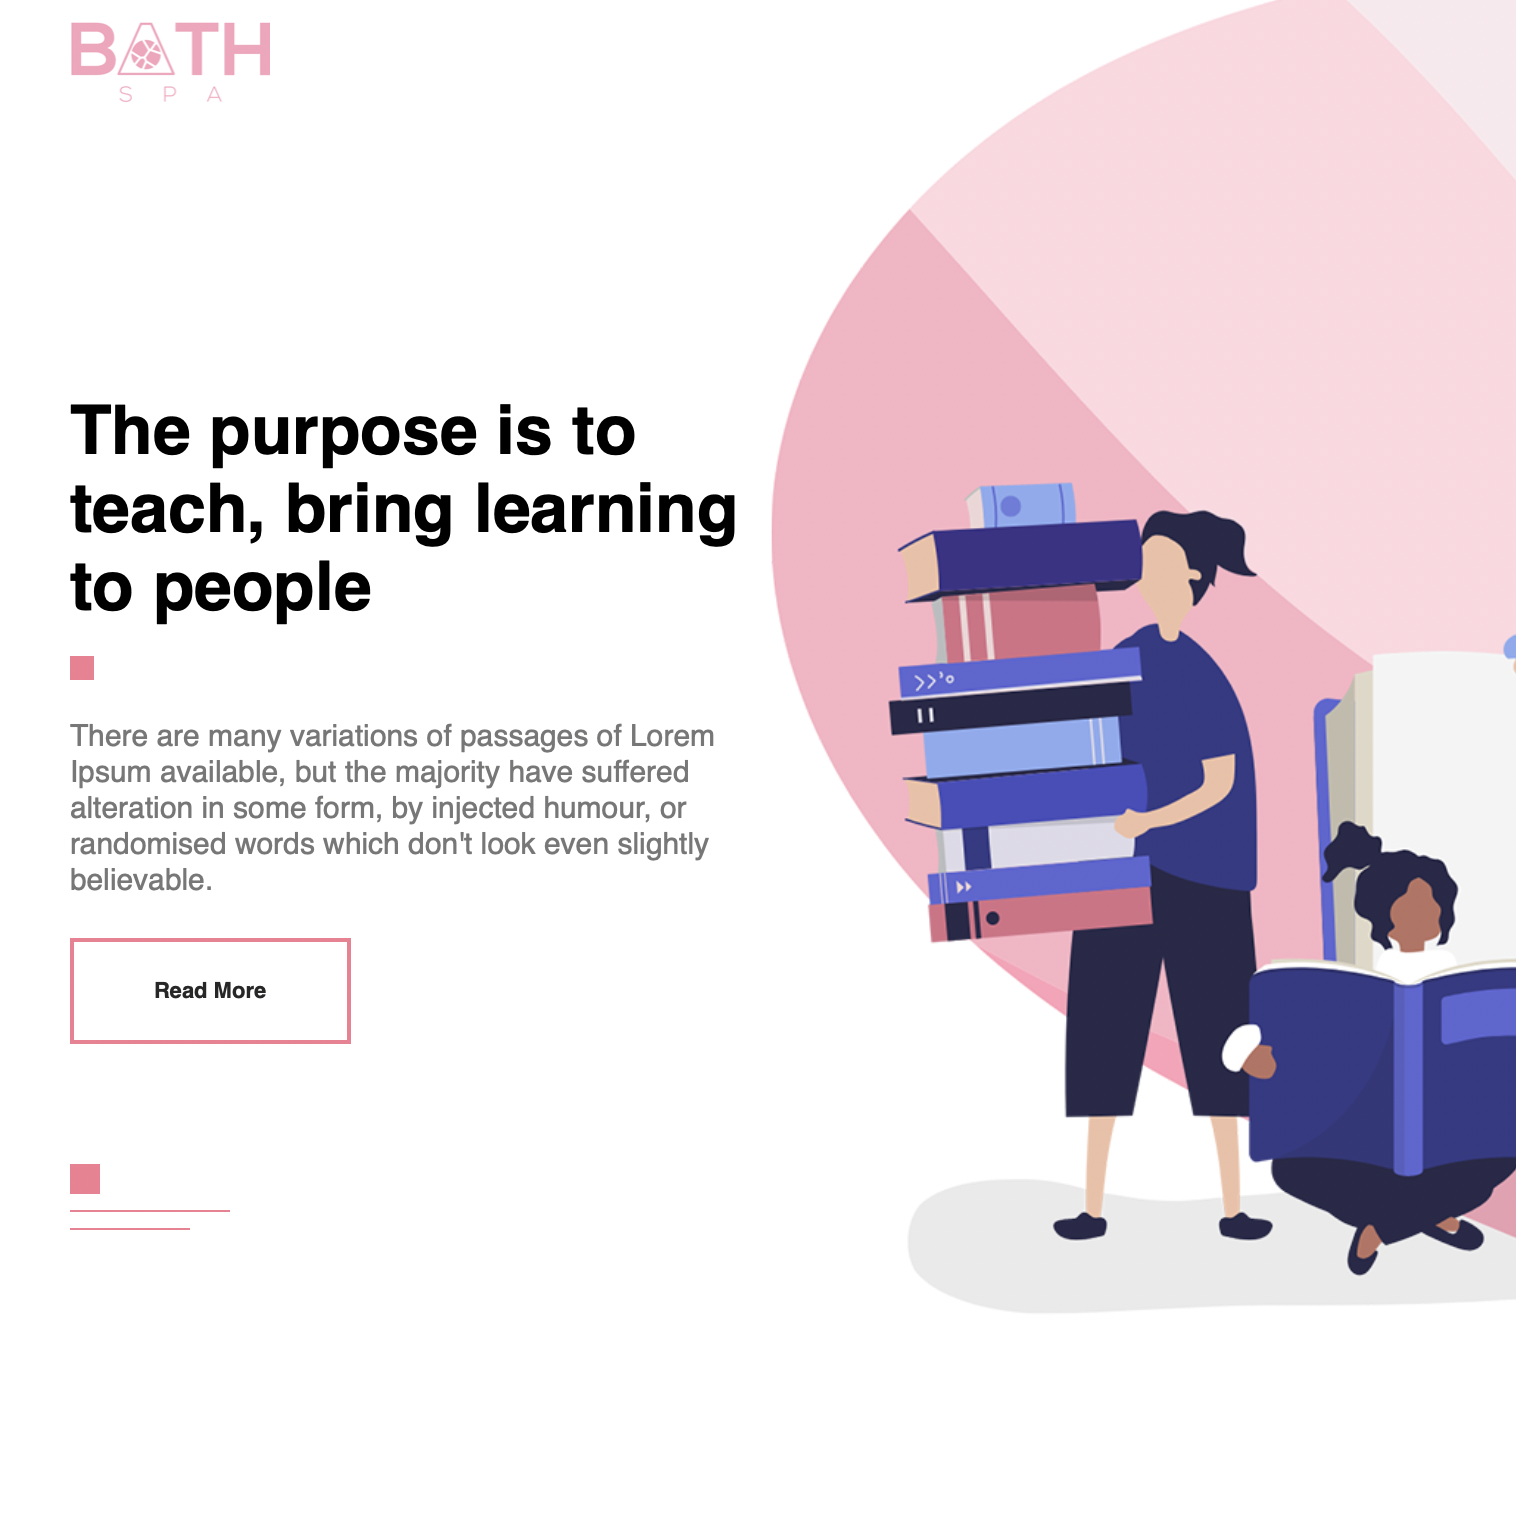 BATH
SPA
The purpose is to
teach, bring learning
to people
There are many variations of passages of Lorem
Ipsum available, but the majority have suffered
alteration in some form, by injected humour, or
randomised words which don't look even slightly
believable.
Read More